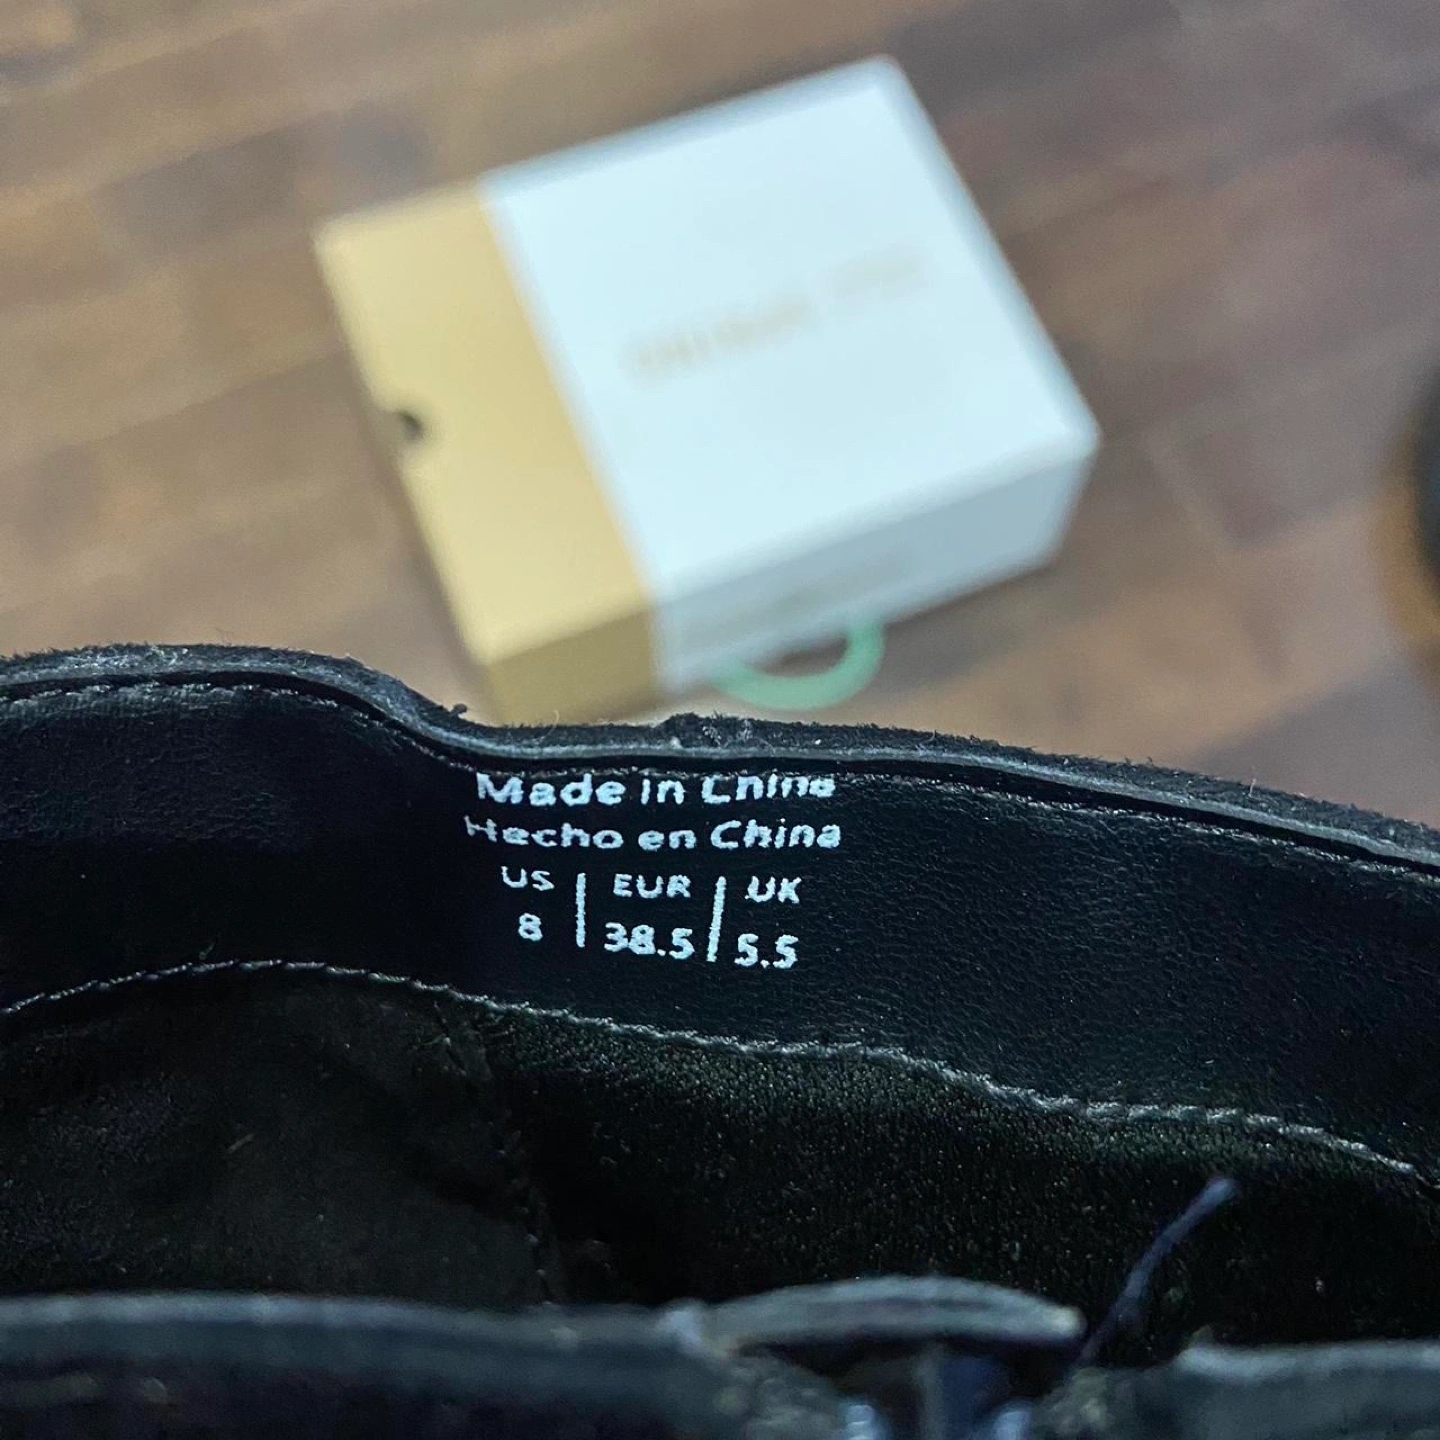 Made in China
Hecho en China
US | EUR | UK
8 | 38.5 | 5.5